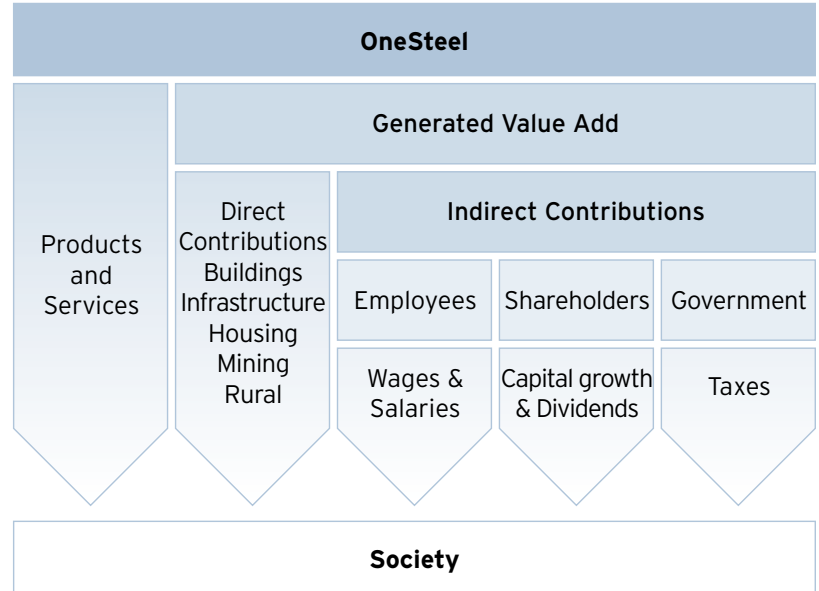 OneSteel
Generated Value Add
Products
and
Services
Direct
Contributions
Buildings
Infrastructure
Housing
Mining
Rural
Indirect Contributions
Employees
Shareholders
Government
Wages &
Salaries
Capital growth
& Dividends
Taxes
Society